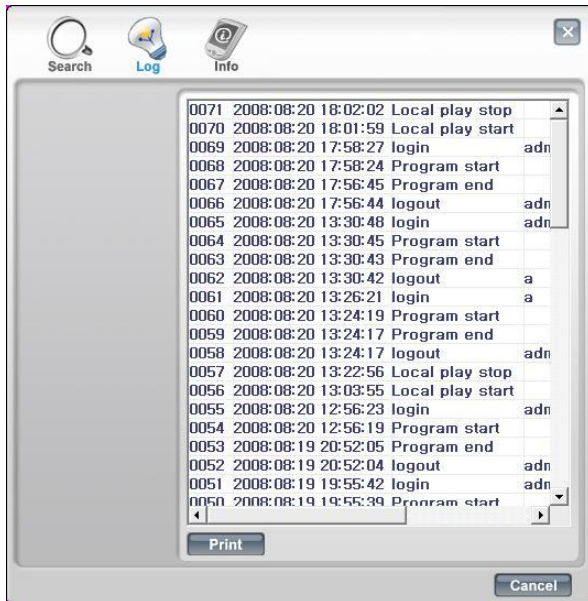 Search Log Info
0071 2008:08:20 18:02:02 Local play stop
0070 2008:08:20 18:01:59 Local play start
0069 2008:08:20 17:58:27 login adm
0068 2008:08:20 17:58:24 Program start
0067 2008:08:20 17:56:45 Program end
0066 2008:08:20 17:56:44 logout adn
0065 2008:08:20 13:30:48 login adn
0064 2008:08:20 13:30:45 Program start
0063 2008:08:20 13:30:43 Program end
0062 2008:08:20 13:30:42 logout a
0061 2008:08:20 13:26:21 login a
0060 2008:08:20 13:24:19 Program start
0059 2008:08:20 13:24:17 Program end
0058 2008:08:20 13:24:17 logout adn
0057 2008:08:20 13:22:56 Local play stop
0056 2008:08:20 13:03:55 Local play start
0055 2008:08:20 12:56:23 login adn
0054 2008:08:20 12:56:19 Program start
0053 2008:08:19 20:52:05 Program end
0052 2008:08:19 20:52:04 logout adn
0051 2008:08:19 19:55:42 login adn
0050 2008:08:19 19:55:39 Program start
Print
Cancel